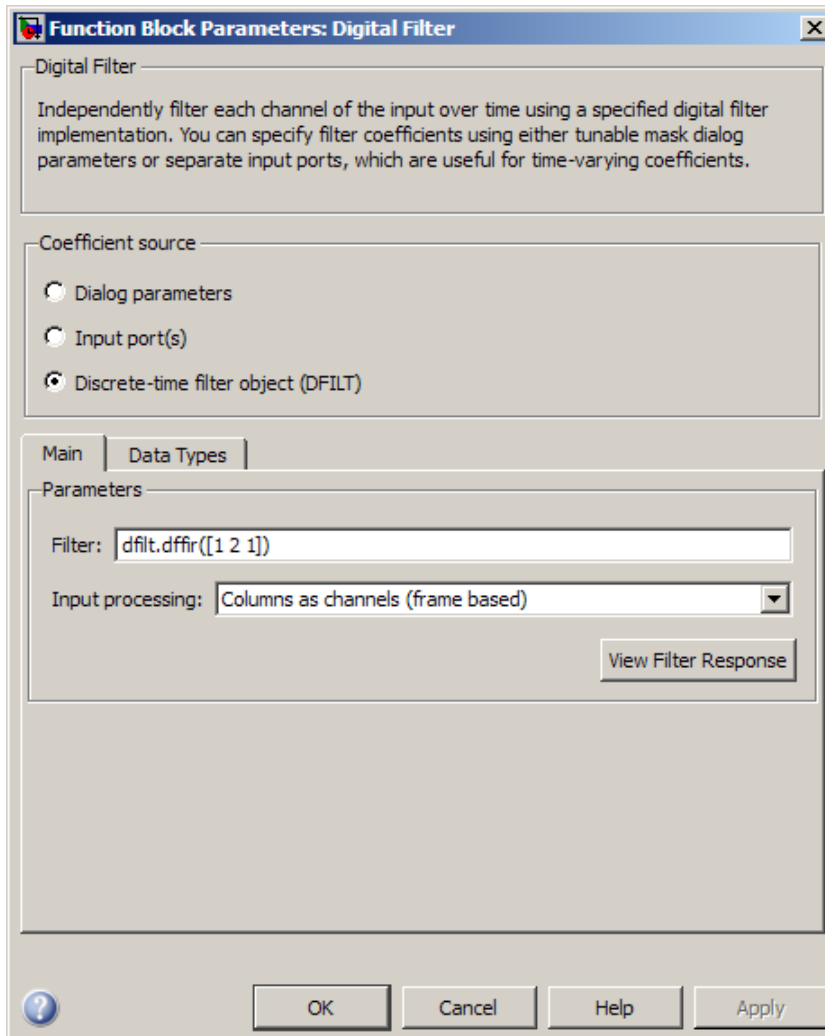 Function Block Parameters: Digital Filter
Digital Filter
Independently filter each channel of the input over time using a specified digital filter
implementation. You can specify filter coefficients using either tunable mask dialog
parameters or separate input ports, which are useful for time-varying coefficients.
Coefficient source
Dialog parameters
Input port(s)
Discrete-time filter object (DFILT)
Main Data Types
Parameters
Filter: dfilt.dffir([1 2 1])
Input processing: Columns as channels (frame based)
View Filter Response
? OK Cancel Help Apply